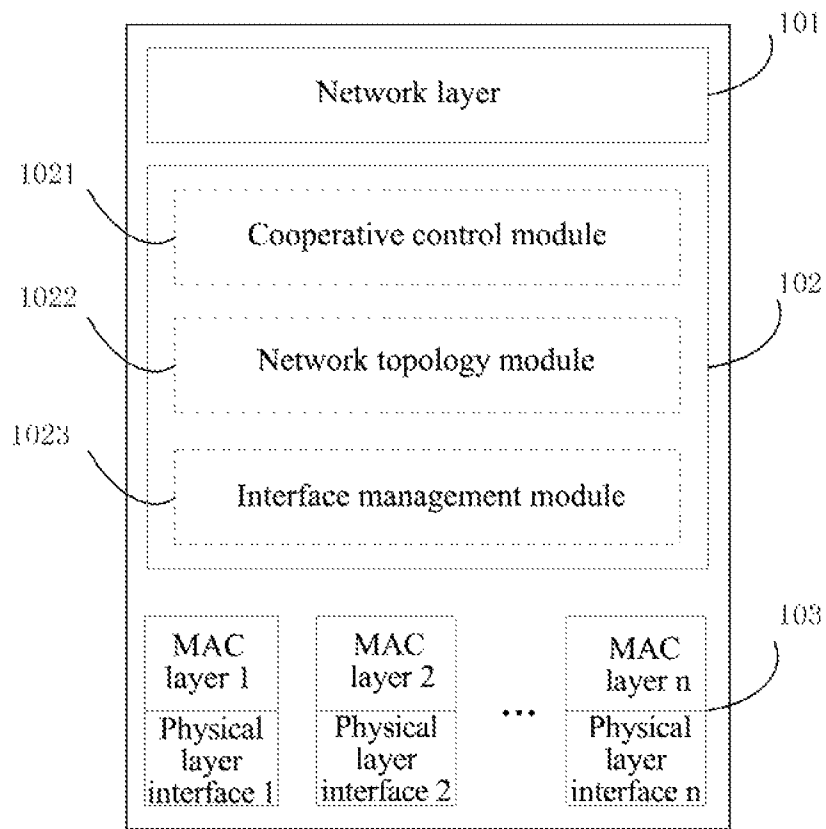 101
Network layer
1021
Cooperative control module
1022
102
Network topology module
1023
Interface management module
103
MAC
layer 1
Physical
layer
interface 1
MAC
layer 2
Physical
layer
interface 2
...
MAC
layer n
Physical
layer
interface n